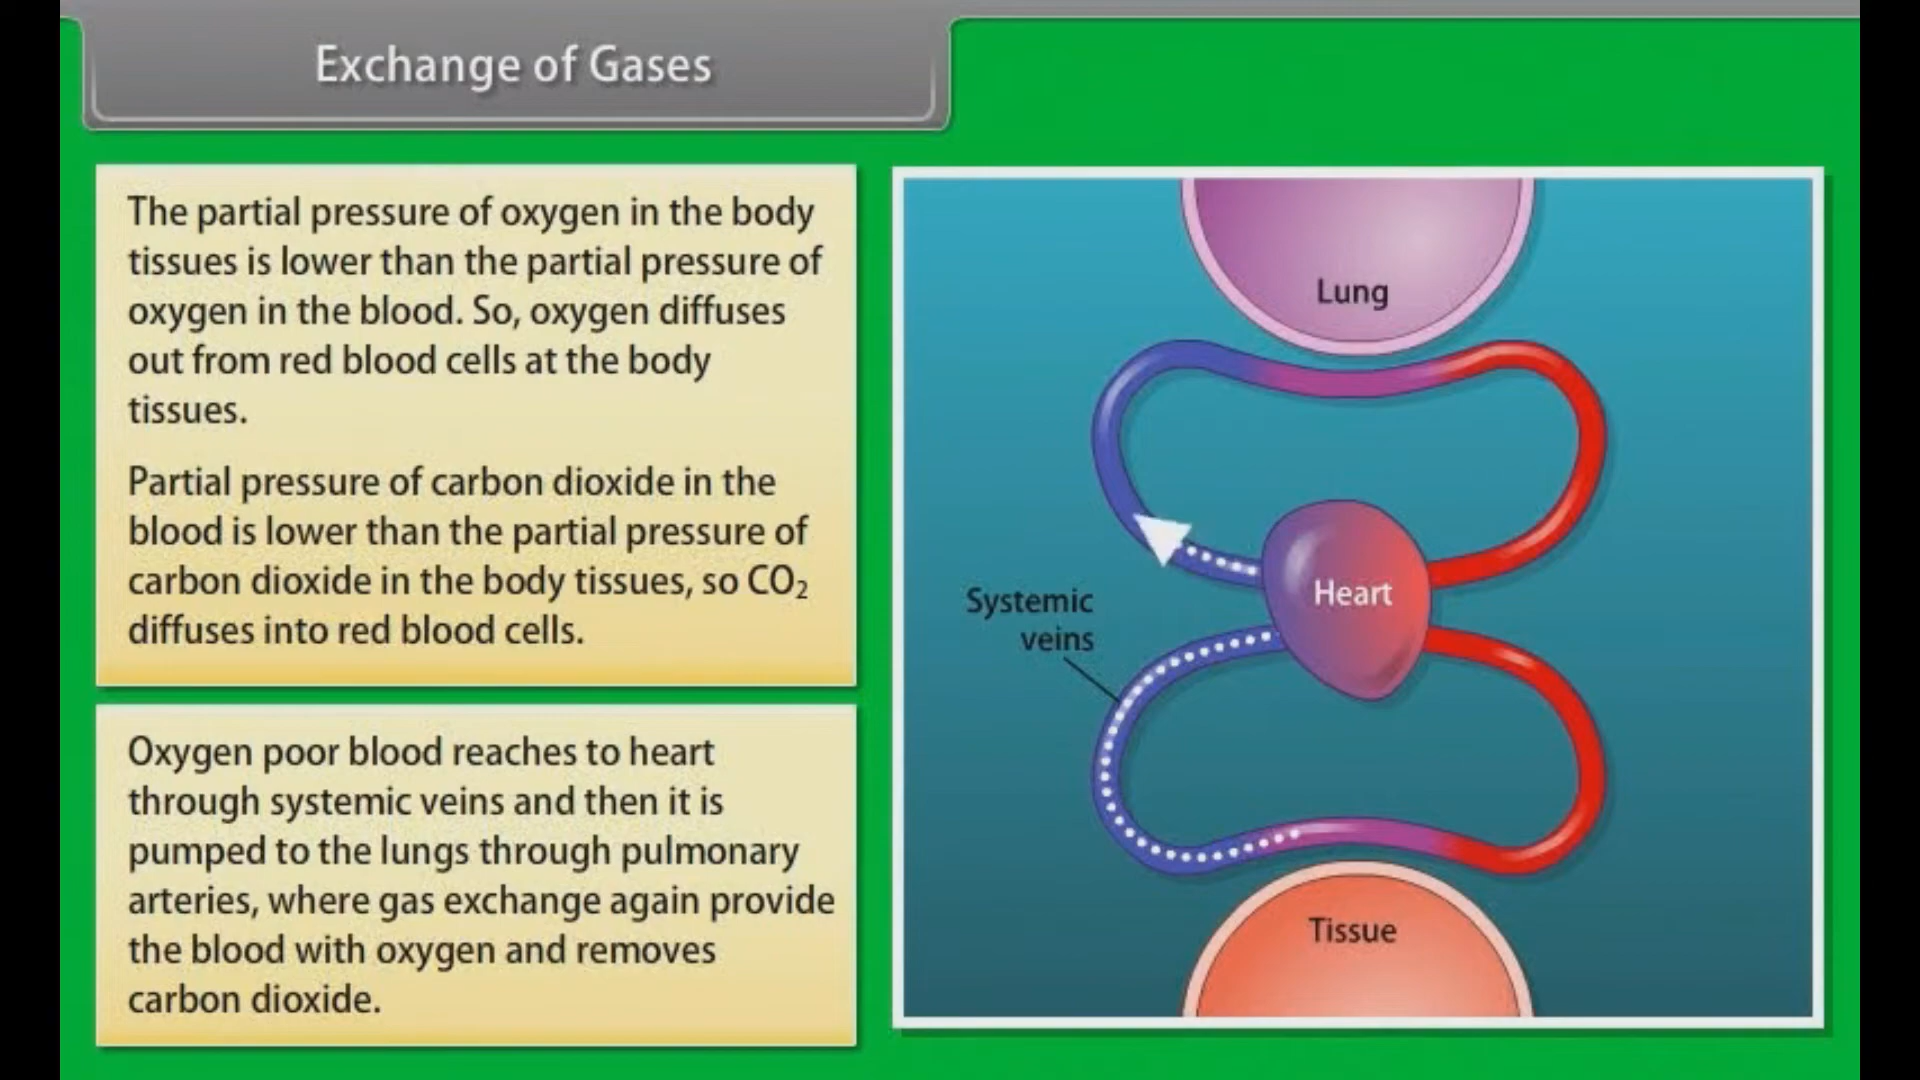 Exchange of Gases
The partial pressure of oxygen in the body
tissues is lower than the partial pressure of
oxygen in the blood. So, oxygen diffuses
out from red blood cells at the body
tissues.
Partial pressure of carbon dioxide in the
blood is lower than the partial pressure of
carbon dioxide in the body tissues, so CO₂
diffuses into red blood cells.
Oxygen poor blood reaches to heart
through systemic veins and then it is
pumped to the lungs through pulmonary
arteries, where gas exchange again provide
the blood with oxygen and removes
carbon dioxide.
Lung
Heart
Systemic
veins
Tissue